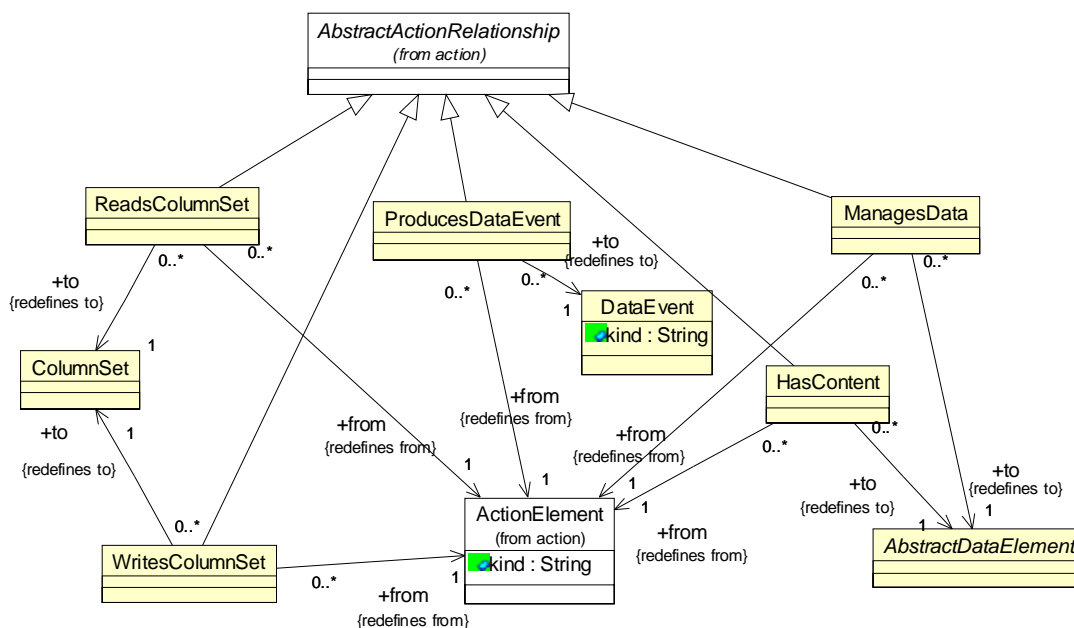 AbstractActionRelationship
(from action)
ReadsColumnSet
ProducesDataEvent
ManagesData
0..*
0..*
+to
{redefines to}
0..*
0..*
+to
{redefines to}
0..*
0..*
1
DataEvent
kind : String
1
ColumnSet
HasContent
+to
{redefines to}
1
+from
{redefines from}
+from
{redefines from}
+from
{redefines from}
0..*
0..*
+to
{redefines to}
+to
{redefines to}
1
1
1
1
1
1
ActionElement
(from action)
kind : String
+from
{redefines from}
AbstractDataElement
0..*
WritesColumnSet
0..*
1
+from
{redefines from}